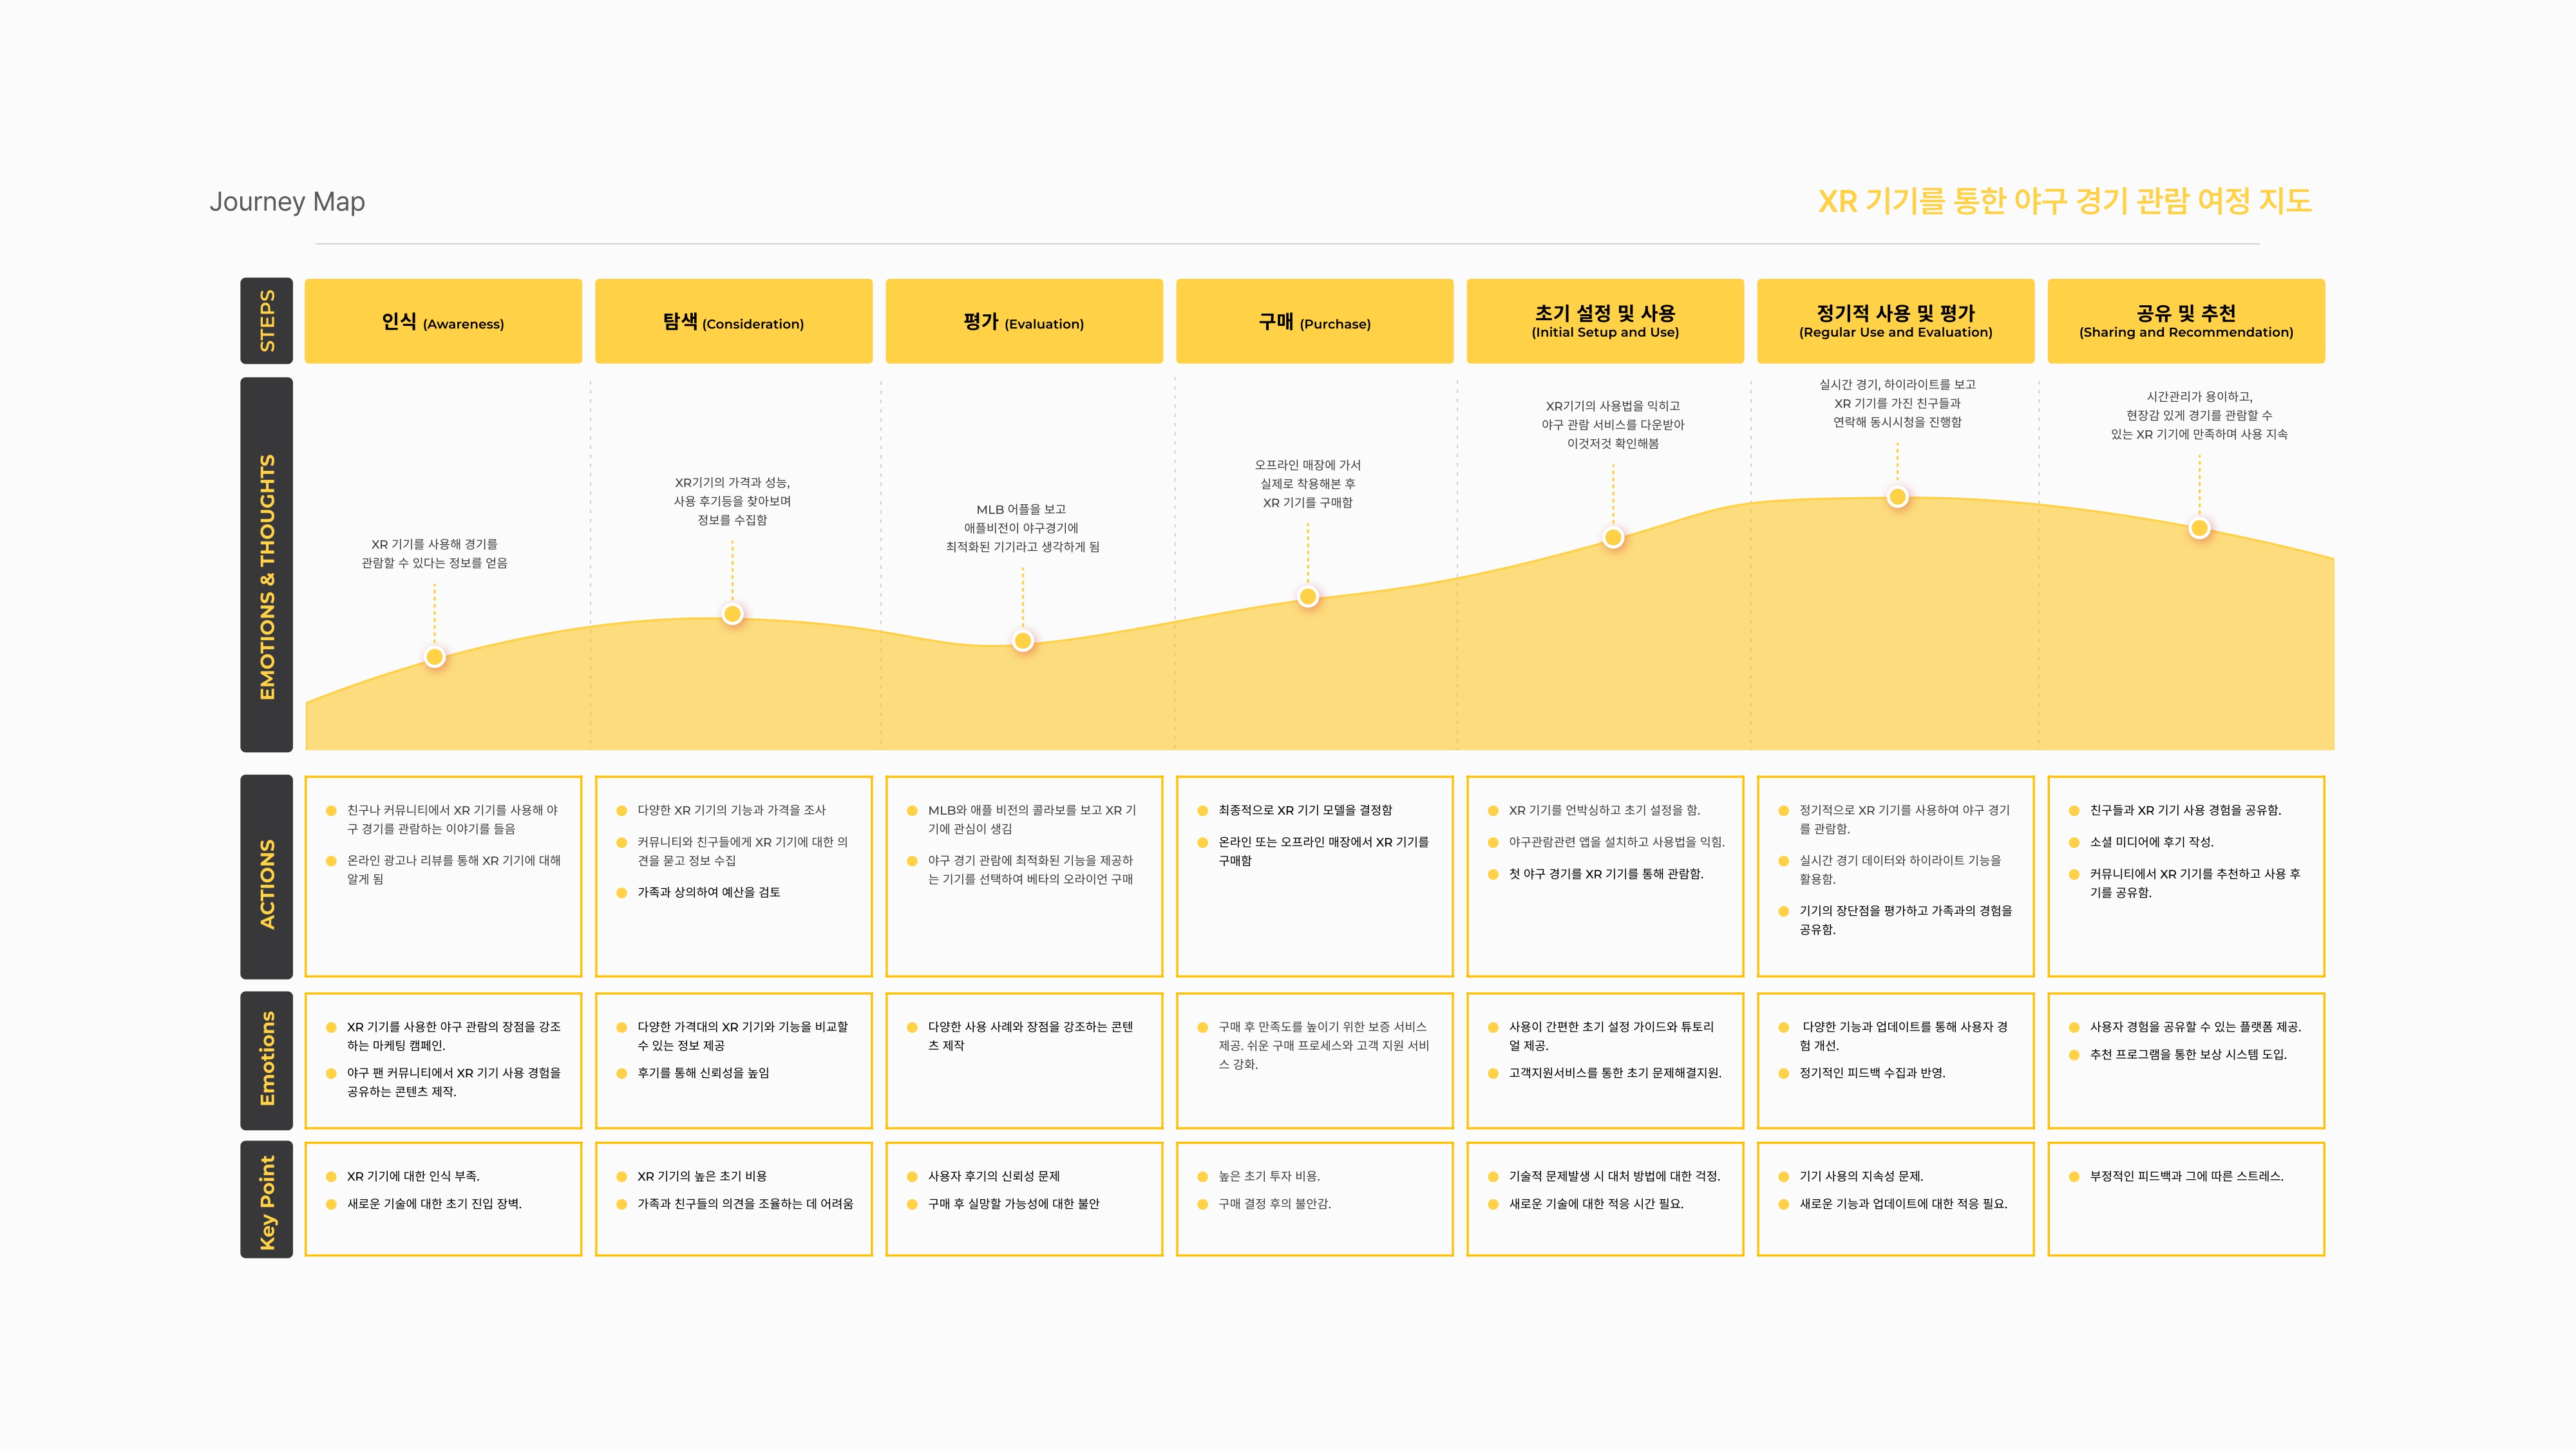 Journey Map
XR 기기를 통한 야구 경기 관람 여정 지도
STEPS
인식 (Awareness)
탐색 (Consideration)
평가 (Evaluation)
구매 (Purchase)
초기 설정 및 사용
(Initial Setup and Use)
정기적 사용 및 평가
(Regular Use and Evaluation)
공유 및 추천
(Sharing and Recommendation)
EMOTIONS & THOUGHTS
XR 기기를 사용해 경기를
관람할 수 있다는 정보를 얻음
XR기기의 가격과 성능,
사용 후기등을 찾아보며
정보를 수집함
MLB 어플을 보고
애플비전이 야구경기에
최적화된 기기라고 생각하게 됨
오프라인 매장에 가서
실제로 착용해본 후
XR 기기를 구매함
XR기기의 사용법을 익히고
야구 관람 서비스를 다운받아
이것저것 확인해봄
실시간 경기, 하이라이트를 보고
XR 기기를 가진 친구들과
연락해 동시시청을 진행함
시간관리가 용이하고,
현장감 있게 경기를 관람할 수
있는 XR 기기에 만족하며 사용 지속
ACTIONS
친구나 커뮤니티에서 XR 기기를 사용해 야
구 경기를 관람하는 이야기를 들음
온라인 광고나 리뷰를 통해 XR 기기에 대해
알게 됨
다양한 XR 기기의 기능과 가격을 조사
커뮤니티와 친구들에게 XR 기기에 대한 의
견을 묻고 정보 수집
가족과 상의하여 예산을 검토
MLB와 애플 비전의 콜라보를 보고 XR 기
기에 관심이 생김
야구 경기 관람에 최적화된 기능을 제공하
는 기기를 선택하여 베타의 오라이언 구매
최종적으로 XR 기기 모델을 결정함
온라인 또는 오프라인 매장에서 XR 기기를
구매함
XR 기기를 언박싱하고 초기 설정을 함.
야구관람관련 앱을 설치하고 사용법을 익힘.
첫 야구 경기를 XR 기기를 통해 관람함.
정기적으로 XR 기기를 사용하여 야구 경기
를 관람함.
실시간 경기 데이터와 하이라이트 기능을
활용함.
기기의 장단점을 평가하고 가족과의 경험을
공유함.
친구들과 XR 기기 사용 경험을 공유함.
소셜 미디어에 후기 작성.
커뮤니티에서 XR 기기를 추천하고 사용 후
기를 공유함.
Emotions
XR 기기를 사용한 야구 관람의 장점을 강조
하는 마케팅 캠페인.
야구 팬 커뮤니티에서 XR 기기 사용 경험을
공유하는 콘텐츠 제작.
다양한 가격대의 XR 기기와 기능을 비교할
수 있는 정보 제공
후기를 통해 신뢰성을 높임
다양한 사용 사례와 장점을 강조하는 콘텐
츠 제작
구매 후 만족도를 높이기 위한 보증 서비스
제공. 쉬운 구매 프로세스와 고객 지원 서비
스 강화.
사용이 간편한 초기 설정 가이드와 튜토리
얼 제공.
고객지원서비스를 통한 초기 문제해결지원.
다양한 기능과 업데이트를 통해 사용자 경
험 개선.
정기적인 피드백 수집과 반영.
사용자 경험을 공유할 수 있는 플랫폼 제공.
추천 프로그램을 통한 보상 시스템 도입.
Key Point
XR 기기에 대한 인식 부족.
새로운 기술에 대한 초기 진입 장벽.
XR 기기의 높은 초기 비용
가족과 친구들의 의견을 조율하는 데 어려움
사용자 후기의 신뢰성 문제
구매 후 실망할 가능성에 대한 불안
높은 초기 투자 비용.
구매 결정 후의 불안감.
기술적 문제발생 시 대처 방법에 대한 걱정.
새로운 기술에 대한 적응 시간 필요.
기기 사용의 지속성 문제.
새로운 기능과 업데이트에 대한 적응 필요.
부정적인 피드백과 그에 따른 스트레스.